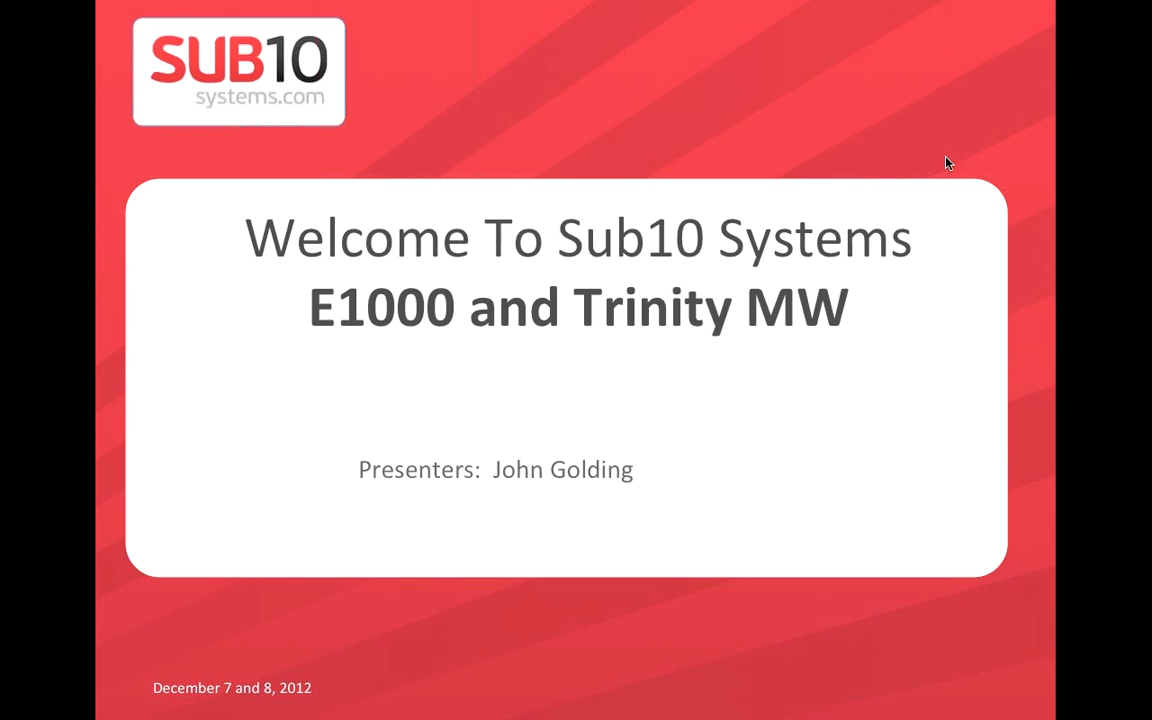 SUB10
systems.com
Welcome To Sub10 Systems
E1000 and Trinity MW
Presenters:  John Golding
December 7 and 8, 2012